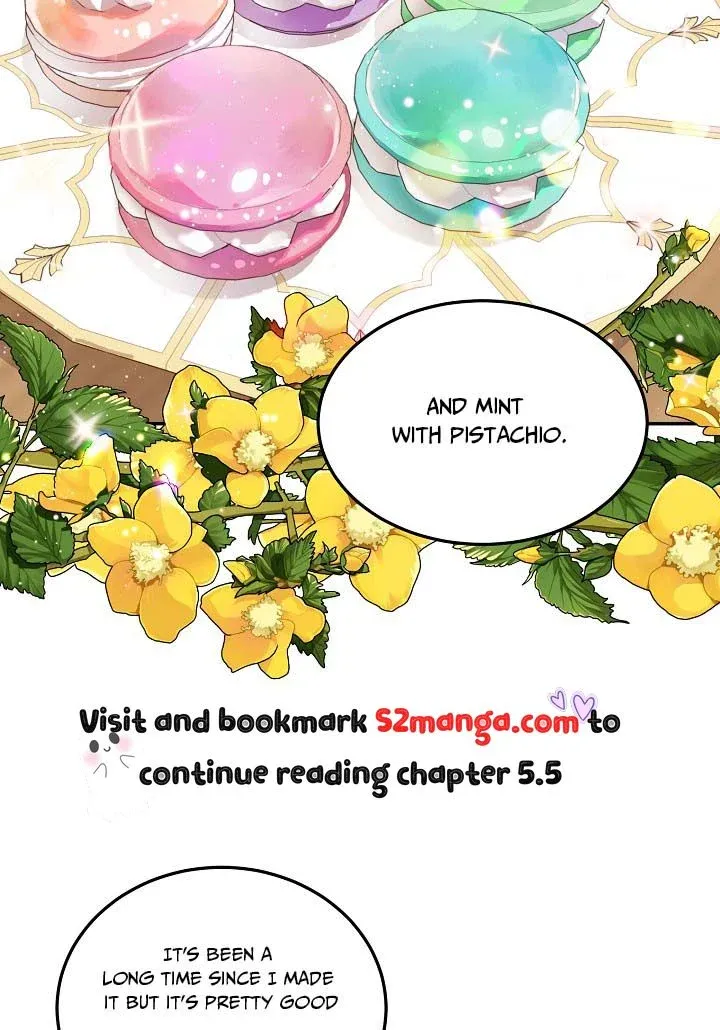 AND MINT
WITH PISTACHIO.
Visit and bookmark S2manga.com to
continue reading chapter 5.5
IT'S BEEN A
LONG TIME SINCE I MADE
IT BUT IT'S PRETTY GOOD